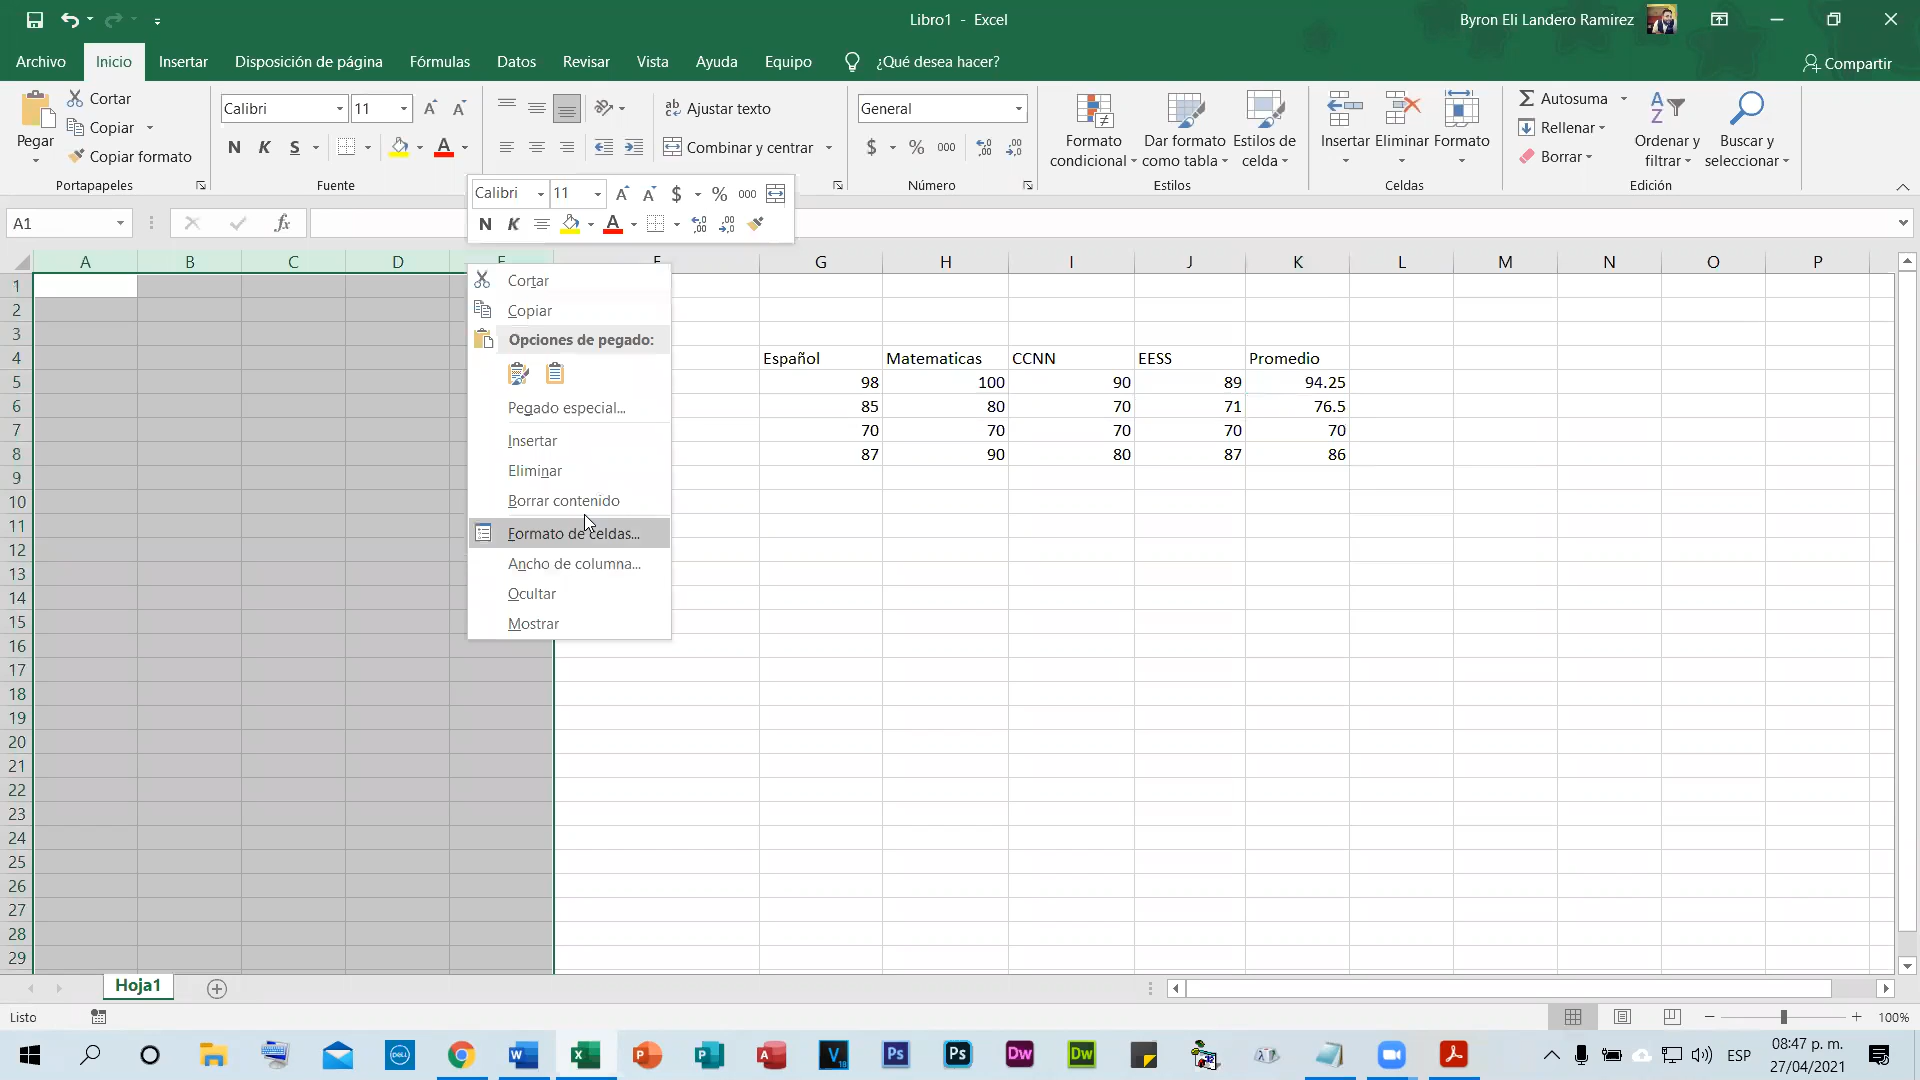 Libro1 - Excel
Byron Eli Landero Ramirez
Archivo Inicio Insertar Disposición de página Fórmulas Datos Revisar Vista Ayuda Equipo ¿Qué desea hacer? Compartir
Pegar
Cortar
Copiar
Copiar formato
Portapapeles
Calibri 11
N K S
Fuente
Ajustar texto
Combinar y centrar
General
$ % 000
Número
Formato condicional
Dar formato como tabla
Estilos de celda
Estilos
Insertar Eliminar Formato
Celdas
Autosuma
Rellenar
Borrar
Ordenar y filtrar
Buscar y seleccionar
Edición
Calibri 11 $ % 000
N K
A1
fx
A B C D E F G H I J K L M N O P
Cortar
Copiar
Opciones de pegado:
Pegado especial...
Insertar
Eliminar
Borrar contenido
Formato de celdas...
Ancho de columna...
Ocultar
Mostrar
1
2
3
4 Español Matematicas CCNN EESS Promedio
5 98 100 90 89 94.25
6 85 80 70 71 76.5
7 70 70 70 70 70
8 87 90 80 87 86
9
10
11
12
13
14
15
16
17
18
19
20
21
22
23
24
25
26
27
28
29
Hoja1
Listo
100%
ESP
08:47 p. m.
27/04/2021